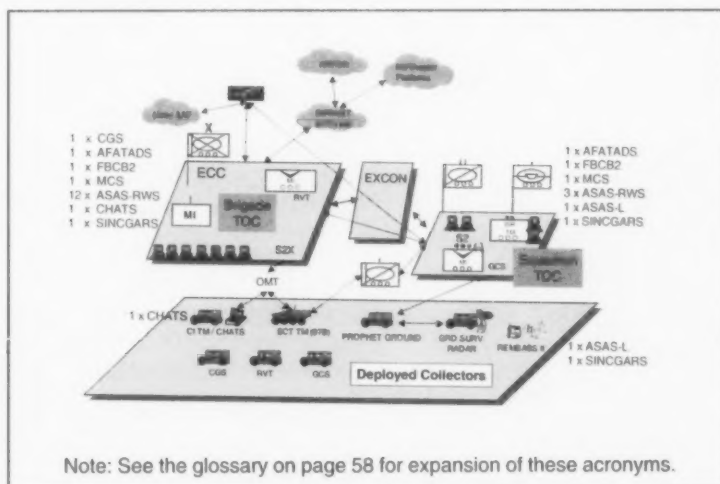 1 x CGS
1 x AFATADS
1 x FBCB2
1 x MCS
12 x ASAS-RWS
1 x CHATS
1 x SINCGARS
X
ECC
RVT
MI
Brigade
TOC
S2X
EXCON
1 x AFATADS
1 x FBCB2
1 x MCS
3 x ASAS-RWS
1 x ASAS-L
1 x SINCGARS
S2
GCS
TOC
OMT
1 x CHATS
CI TM / CHATS
SCT TM
PROPHET GROUND
GRD SURV
RADAR
REMBASS II
1 x ASAS-L
1 x SINCGARS
CGS
RVT
GCS
Deployed Collectors
Note: See the glossary on page 58 for expansion of these acronyms.